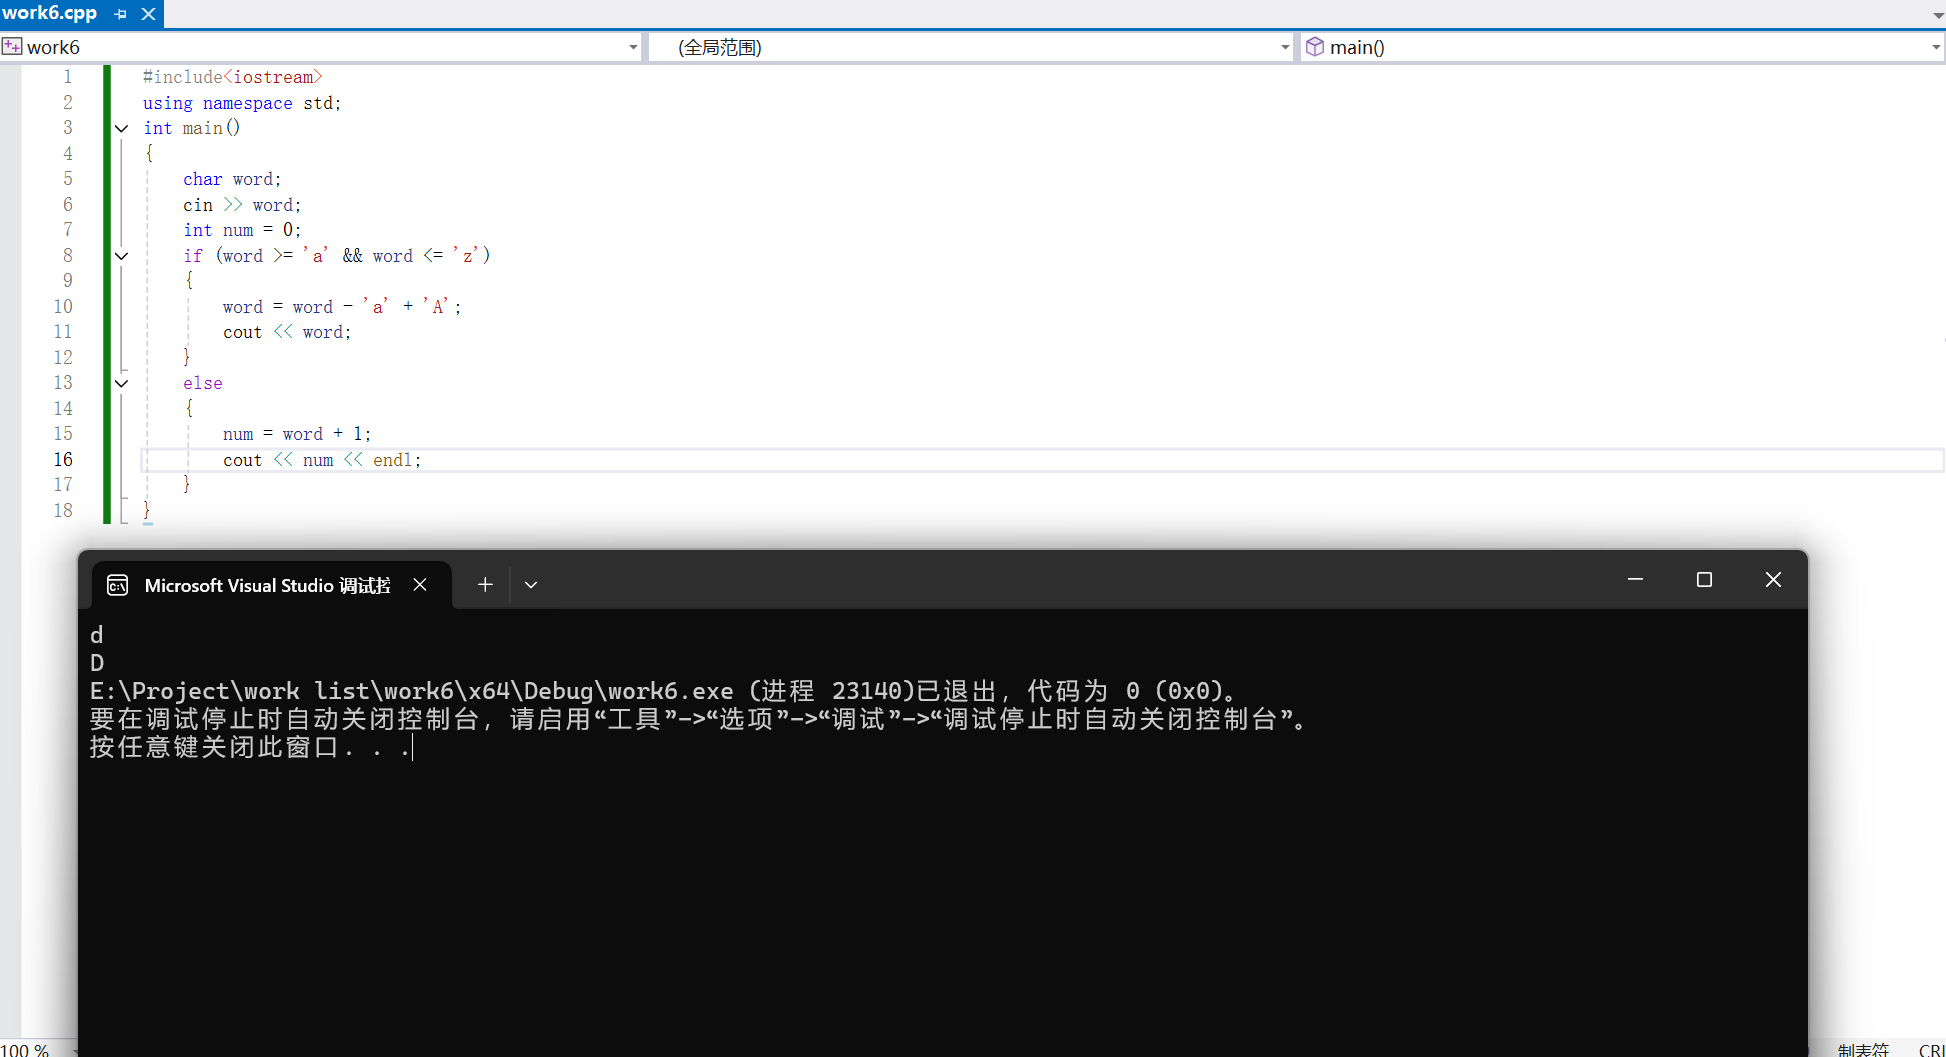 work6.cpp
work6
(全局范围)
main()
1 #include<iostream>
2 using namespace std;
3 int main()
4 {
5 char word;
6 cin >> word;
7 int num = 0;
8 if (word >= 'a' && word <= 'z')
9 {
10 word = word - 'a' + 'A';
11 cout << word;
12 }
13 else
14 {
15 num = word + 1;
16 cout << num << endl;
17 }
18 }
Microsoft Visual Studio 调试控
d
D
E:\Project\work list\work6\x64\Debug\work6.exe (进程 23140)已退出，代码为 0 (0x0)。
要在调试停止时自动关闭控制台，请启用“工具”->“选项”->“调试”->“调试停止时自动关闭控制台”。
按任意键关闭此窗口. . .
100 %
制表符